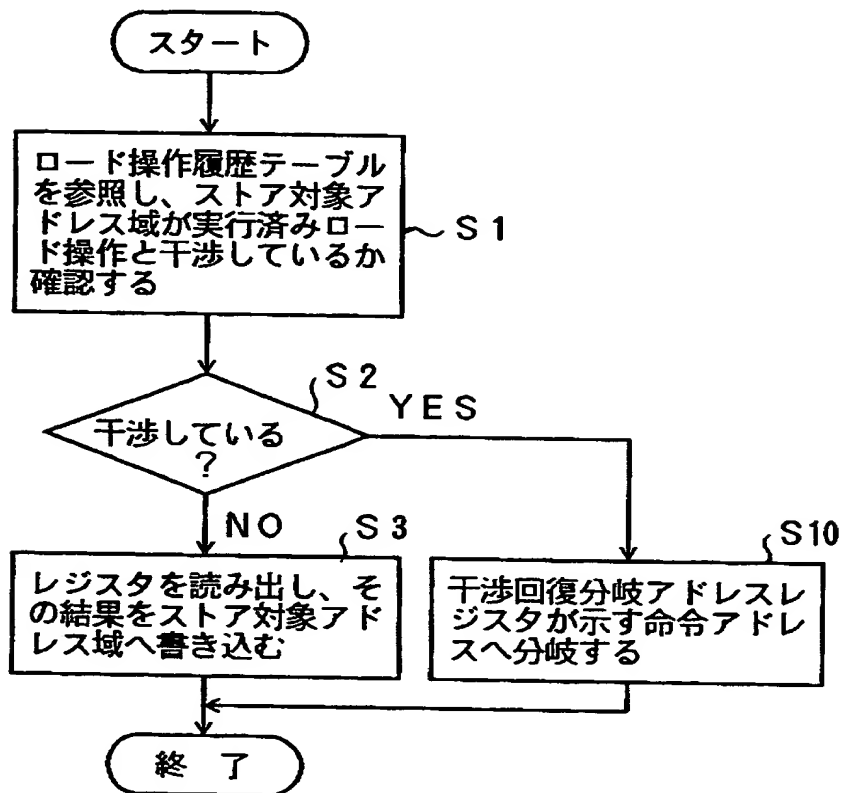 スタート
ロード操作履歴テーブル
を参照し、ストア対象ア
ドレス域が実行済みロー
ド操作と干渉しているか
確認する
S1
S2
YES
干渉している
?
NO
S3
S10
レジスタを読み出し、そ
の結果をストア対象アド
レス域へ書き込む
干渉回復分岐アドレスレ
ジスタが示す命令アドレ
スへ分岐する
終了